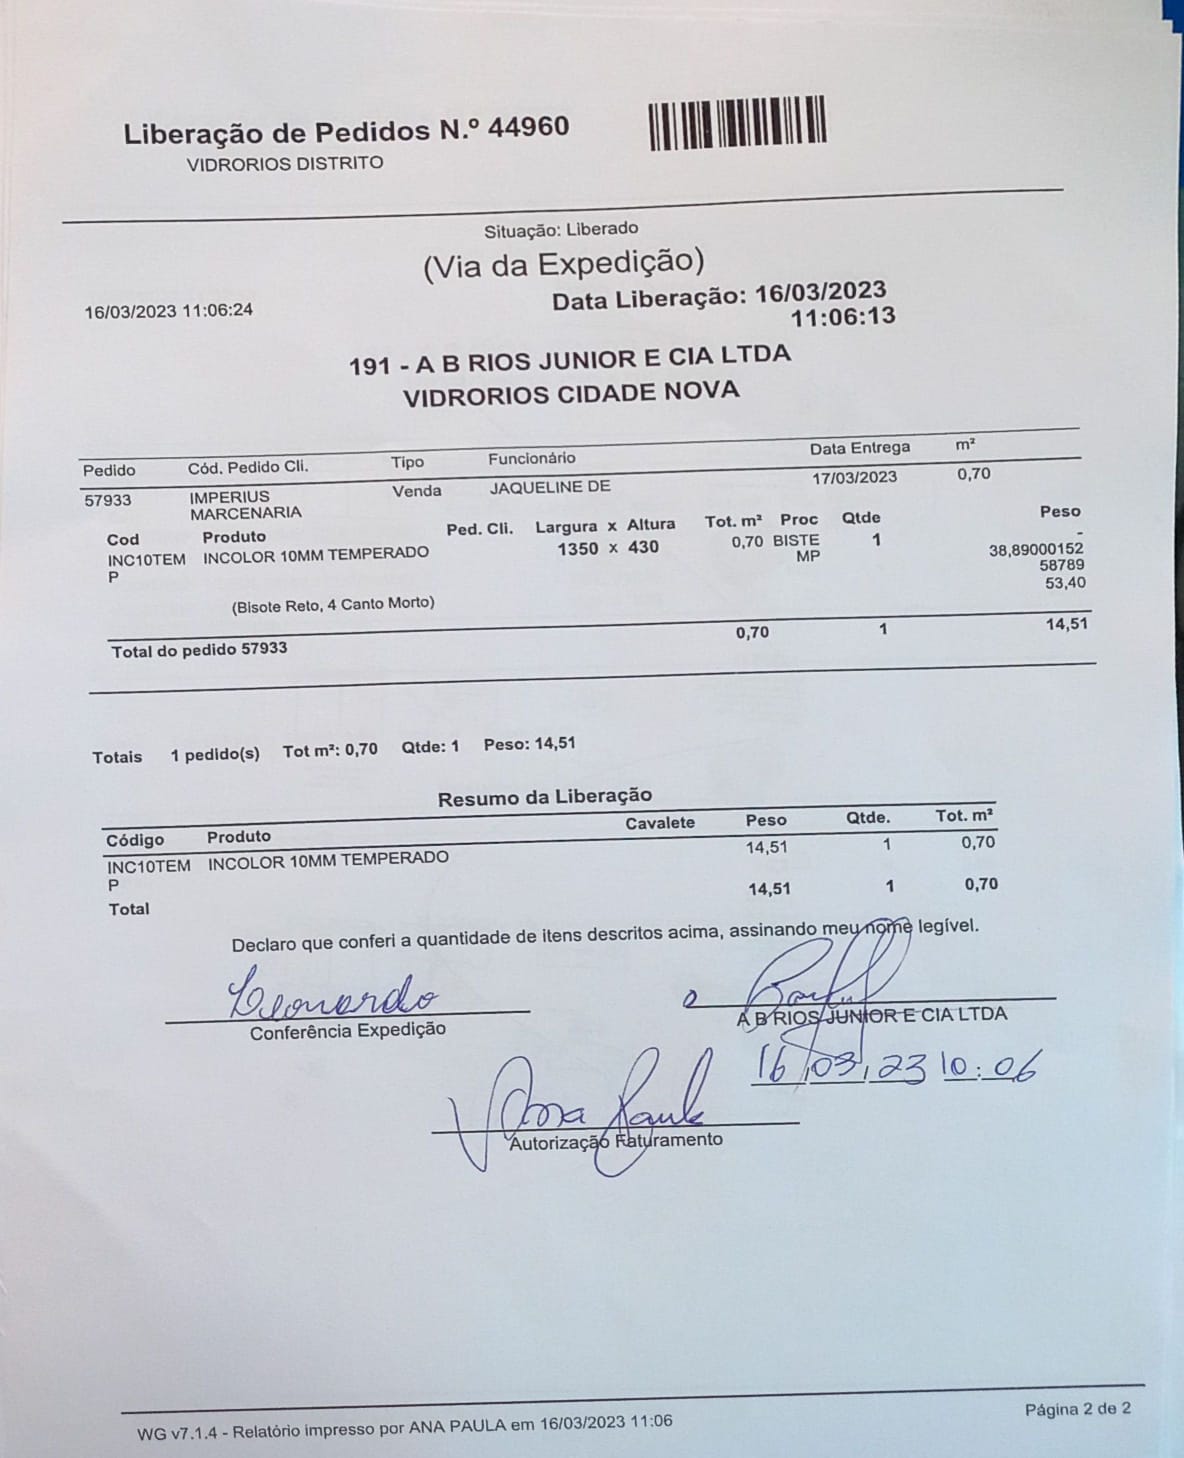 Liberação de Pedidos N.º 44960
VIDRORIOS DISTRITO
Situação: Liberado
(Via da Expedição)
16/03/2023 11:06:24
Data Liberação: 16/03/2023
11:06:13
191 - A B RIOS JUNIOR E CIA LTDA
VIDRORIOS CIDADE NOVA
Pedido Cód. Pedido Cli. Tipo Funcionário Data Entrega m²
57933 IMPERIUS Venda JAQUELINE DE 17/03/2023 0,70
MARCENARIA
Cod Produto Ped. Cli. Largura x Altura Tot. m² Proc Qtde Peso
INC10TEM INCOLOR 10MM TEMPERADO 1350 x 430 0,70 BISTE 1 -
P MP 38,89000152
58789
53,40
(Bisote Reto, 4 Canto Morto)
Total do pedido 57933 0,70 1 14,51
Totais 1 pedido(s) Tot m²: 0,70 Qtde: 1 Peso: 14,51
Resumo da Liberação
Código Produto Cavalete Peso Qtde. Tot. m²
INC10TEM INCOLOR 10MM TEMPERADO 14,51 1 0,70
P
Total 14,51 1 0,70
Declaro que conferi a quantidade de itens descritos acima, assinando meu nome legível.
Leonardo
Conferência Expedição
A B RIOS JUNIOR E CIA LTDA
16/03/23 10:06
Ana Paula
Autorização Faturamento
WG v7.1.4 - Relatório impresso por ANA PAULA em 16/03/2023 11:06
Página 2 de 2